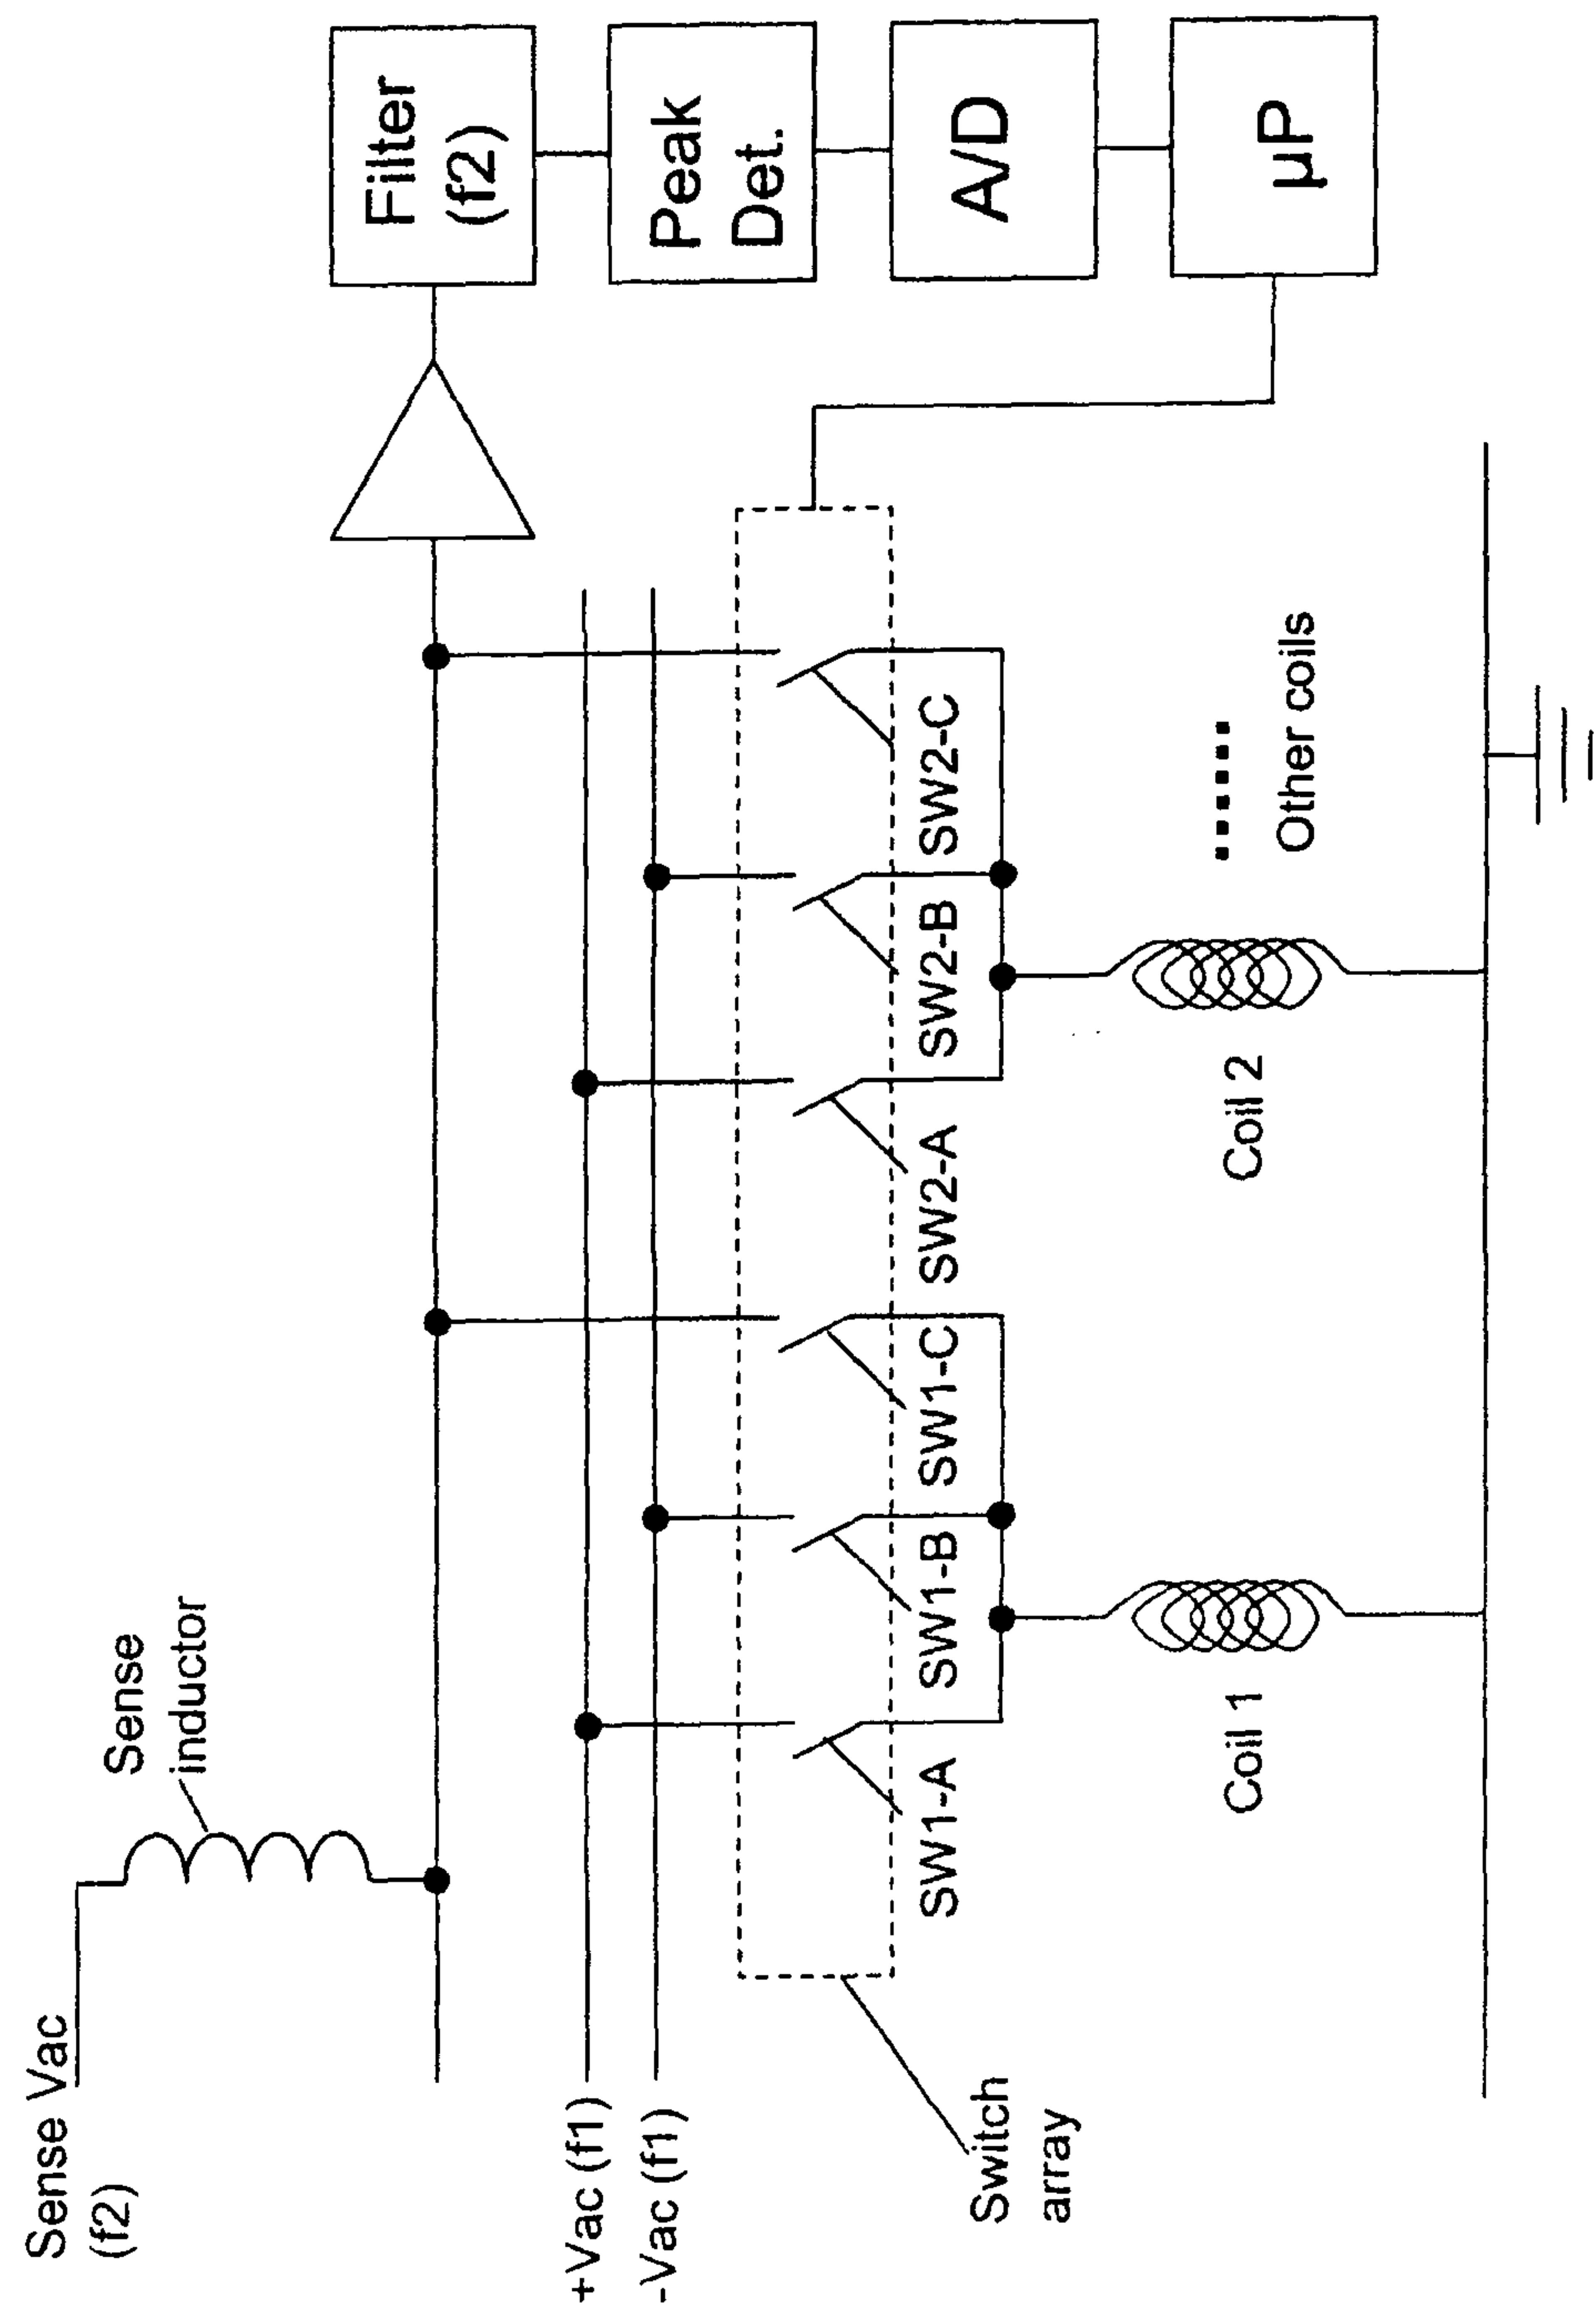 Sense Vac
(f2)
Sense
inductor
+Vac (f1)
-Vac (f1)
Filter
(f2)
Peak
Det.
A/D
µP
Switch
array
SW1-A
SW1-B
SW1-C
SW2-A
SW2-B
SW2-C
Coil 1
Coil 2
Other coils